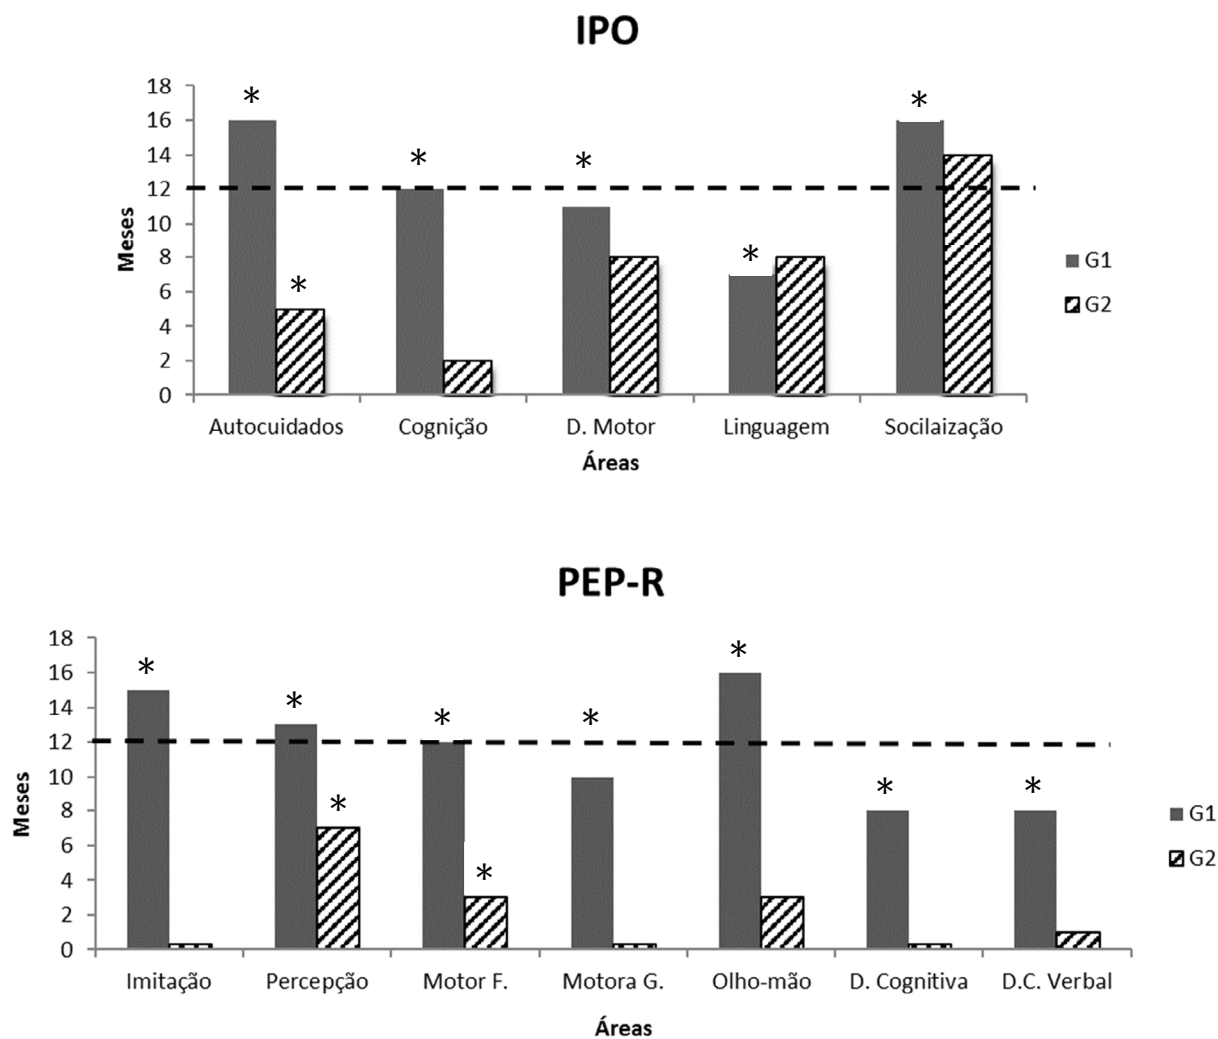 IPO
18
16
14
12
10
8
6
4
2
0
Meses
* * * * * *
Autocuidados Cognição D. Motor Linguagem Socilaização
Áreas
G1
G2
PEP-R
18
16
14
12
10
8
6
4
2
0
Meses
* * * * * * * * *
Imitação Percepção Motor F. Motora G. Olho-mão D. Cognitiva D.C. Verbal
Áreas
G1
G2